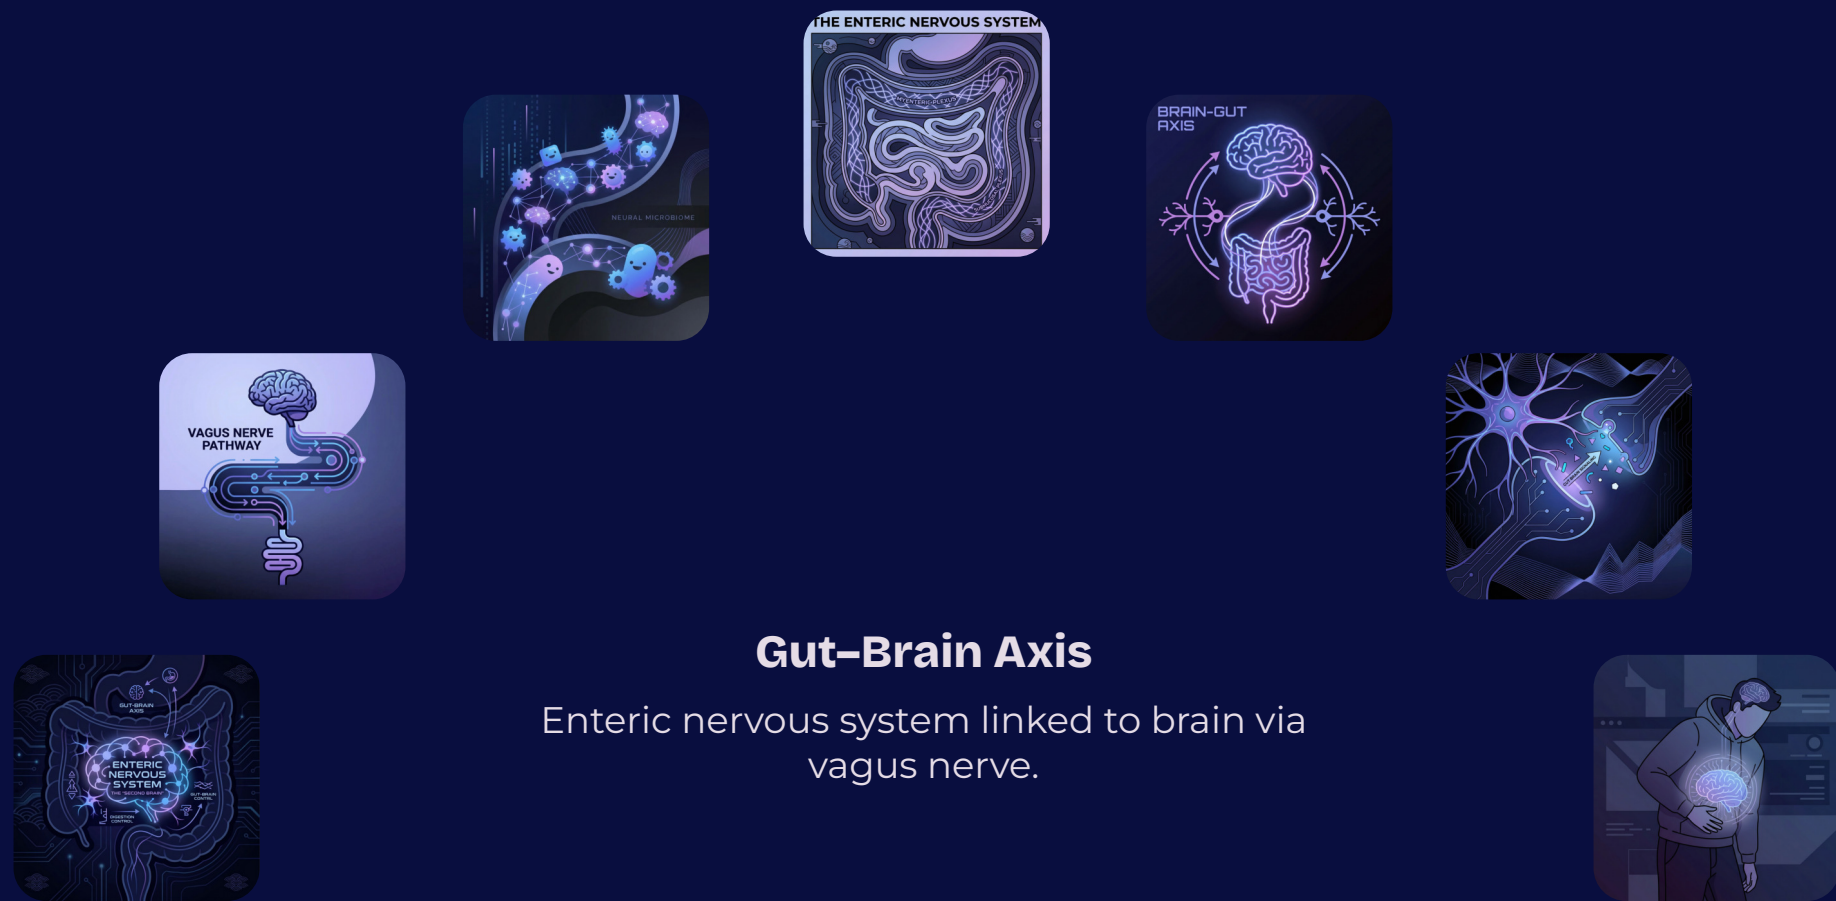 THE ENTERIC NERVOUS SYSTEM
MYENTERIC-PLEXUS
BRAIN-GUT
AXIS
NEURAL MICROBIOME
VAGUS NERVE
PATHWAY
Gut–Brain Axis
Enteric nervous system linked to brain via
vagus nerve.
GUT-BRAIN
AXIS
ENTERIC
NERVOUS
SYSTEM
THE "SECOND BRAIN"
GUT-BRAIN
DIGESTION
CONTROL